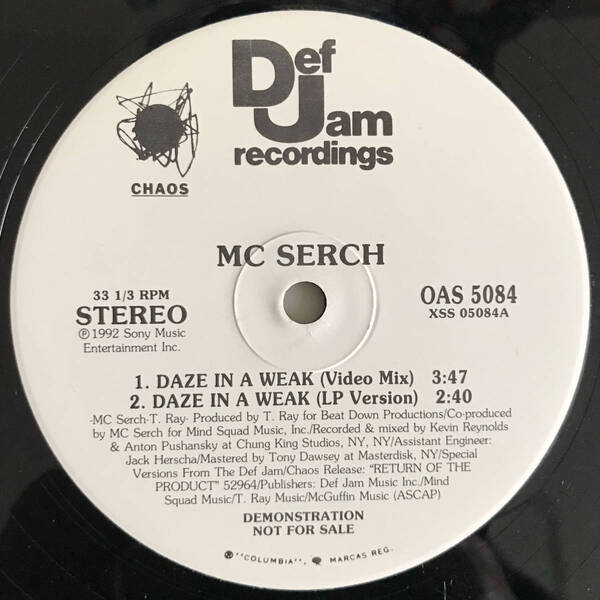 Def
Jam
recordings
CHAOS
MC SERCH
33 1/3 RPM
STEREO
℗1992 Sony Music
Entertainment Inc.
OAS 5084
XSS 05084A
1. DAZE IN A WEAK (Video Mix) 3:47
2. DAZE IN A WEAK (LP Version) 2:40
-MC Serch-T. Ray- Produced by T. Ray for Beat Down Productions/Co-produced
by MC Serch for Mind Squad Music, Inc./Recorded & mixed by Kevin Reynolds
& Anton Pushansky at Chung King Studios, NY, NY/Assistant Engineer:
Jack Herscha/Mastered by Tony Dawsey at Masterdisk, NY/Special
Versions From The Def Jam/Chaos Release: "RETURN OF THE
PRODUCT" 52964/Publishers: Def Jam Music Inc./Mind
Squad Music/T. Ray Music/McGuffin Music (ASCAP)
DEMONSTRATION
NOT FOR SALE
® "COLUMBIA", MARCAS REG.